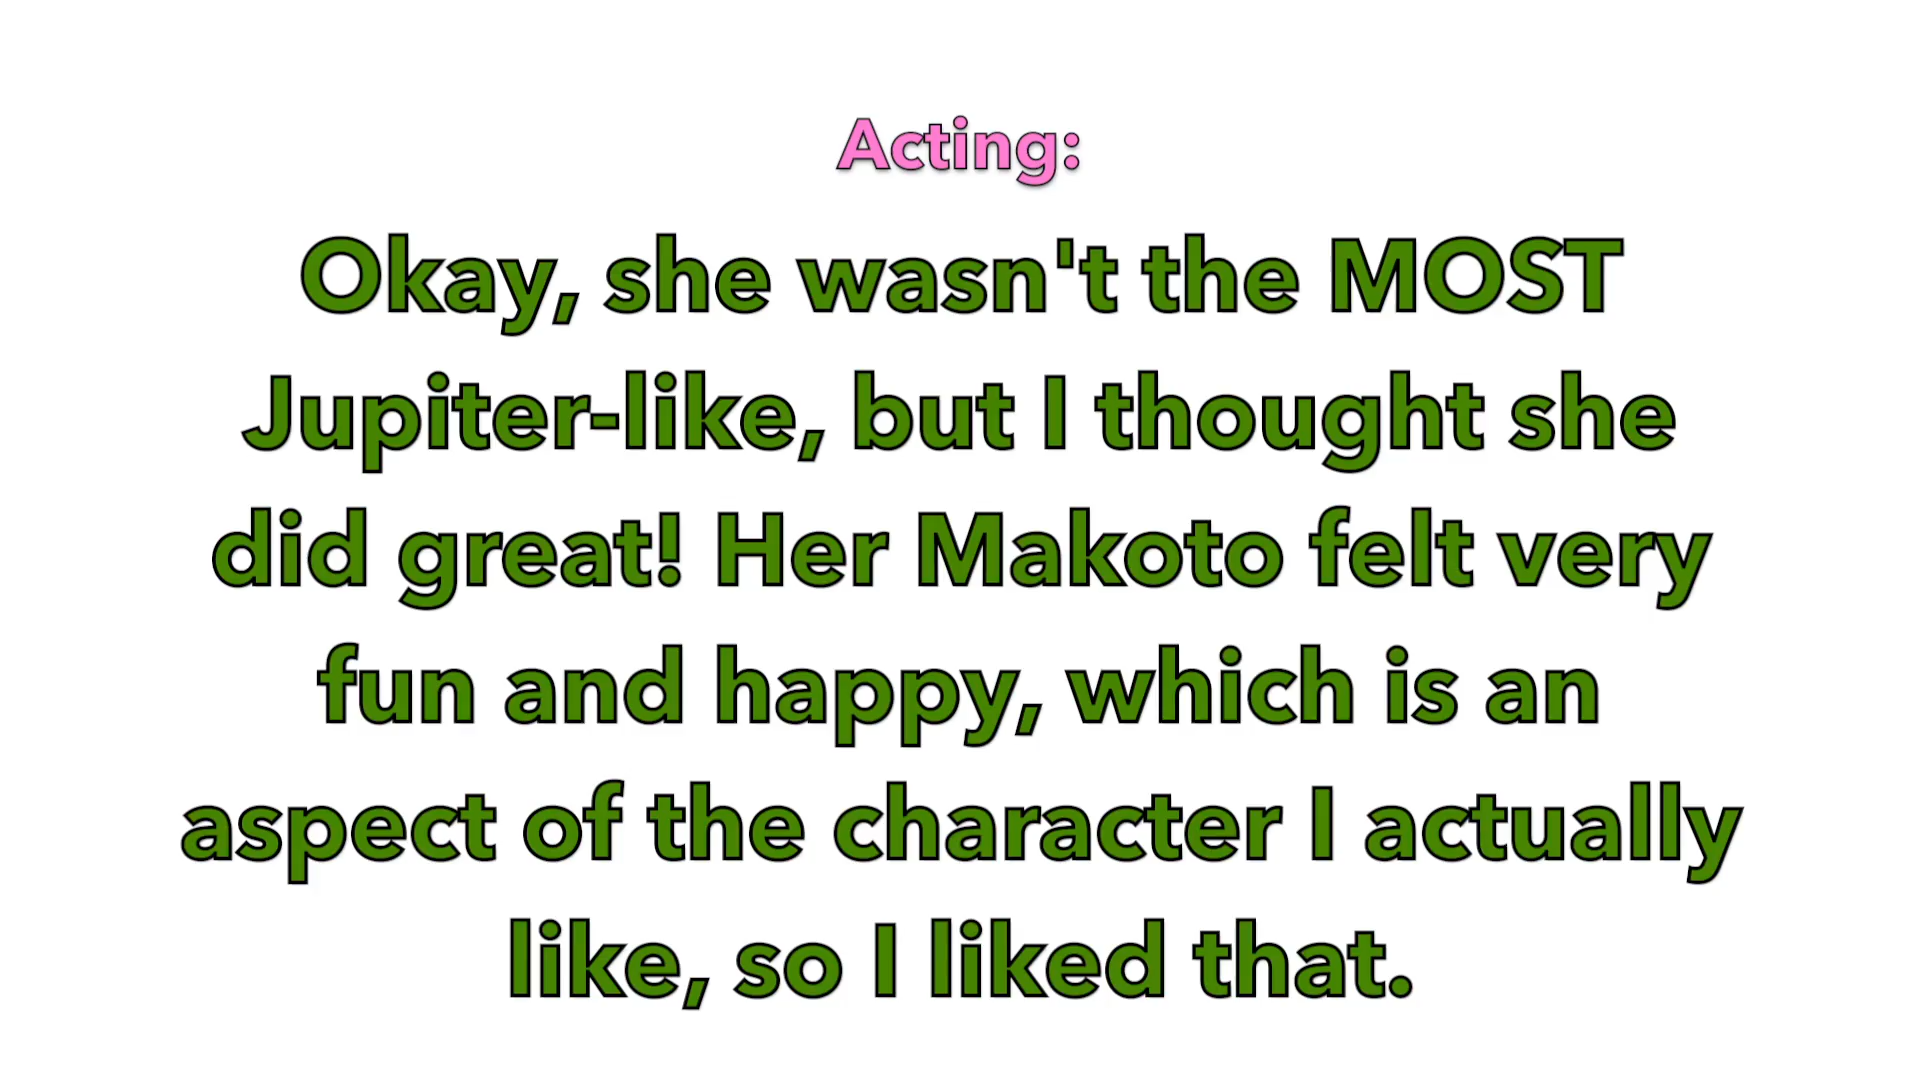 Acting:
Okay, she wasn't the MOST
Jupiter-like, but I thought she
did great! Her Makoto felt very
fun and happy, which is an
aspect of the character I actually
like, so I liked that.